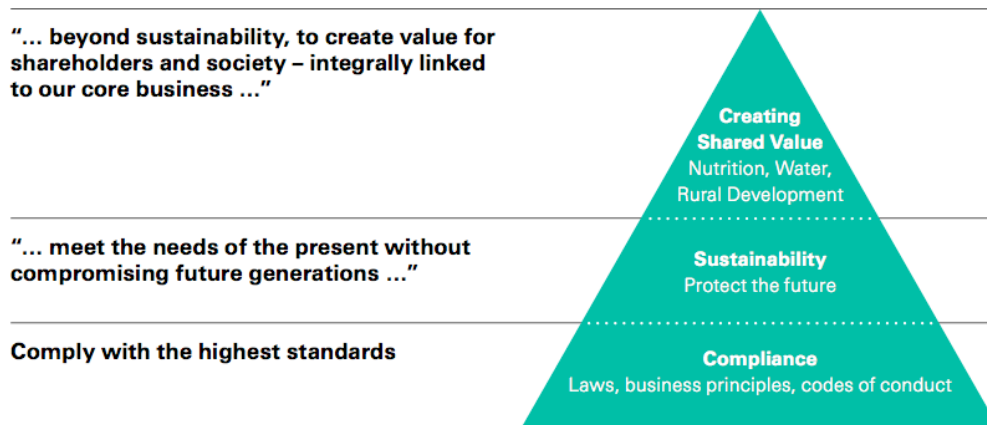 “... beyond sustainability, to create value for
shareholders and society – integrally linked
to our core business ...”
Creating
Shared Value
Nutrition, Water,
Rural Development
“... meet the needs of the present without
compromising future generations ...”
Sustainability
Protect the future
Comply with the highest standards
Compliance
Laws, business principles, codes of conduct